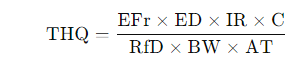 THQ = EFr × ED × IR × C
RfD × BW × AT